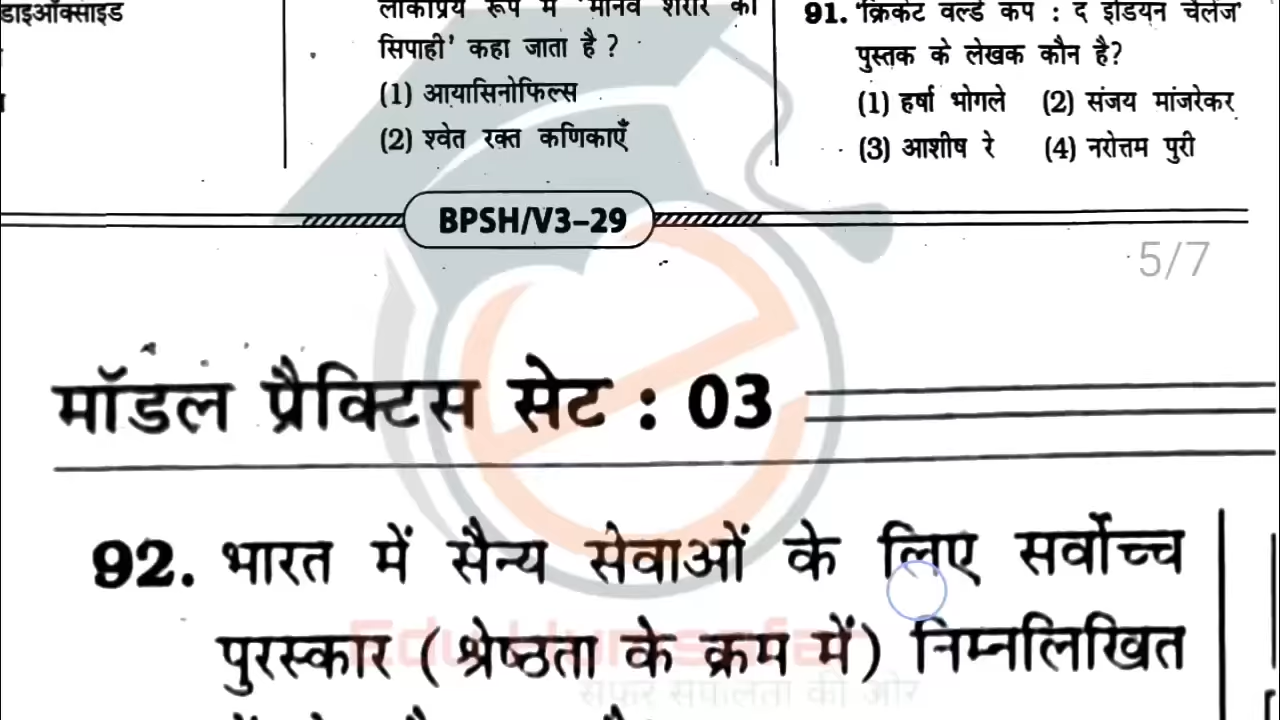 डाइऑक्साइड
लोकप्रिय रूप में 'मानव शरीर का
सिपाही' कहा जाता है ?
(1) आयासिनोफिल्स
(2) श्वेत रक्त कणिकाएँ
91. 'क्रिकेट वर्ल्ड कप : द इंडियन चैलेंज'
पुस्तक के लेखक कौन है?
(1) हर्षा भोगले (2) संजय मांजरेकर
(3) आशीष रे (4) नरोत्तम पुरी
BPSH/V3–29
5/7
मॉडल प्रैक्टिस सेट : 03
92. भारत में सैन्य सेवाओं के लिए सर्वोच्च
पुरस्कार (श्रेष्ठता के क्रम में) निम्नलिखित
सफर सफलता की ओर